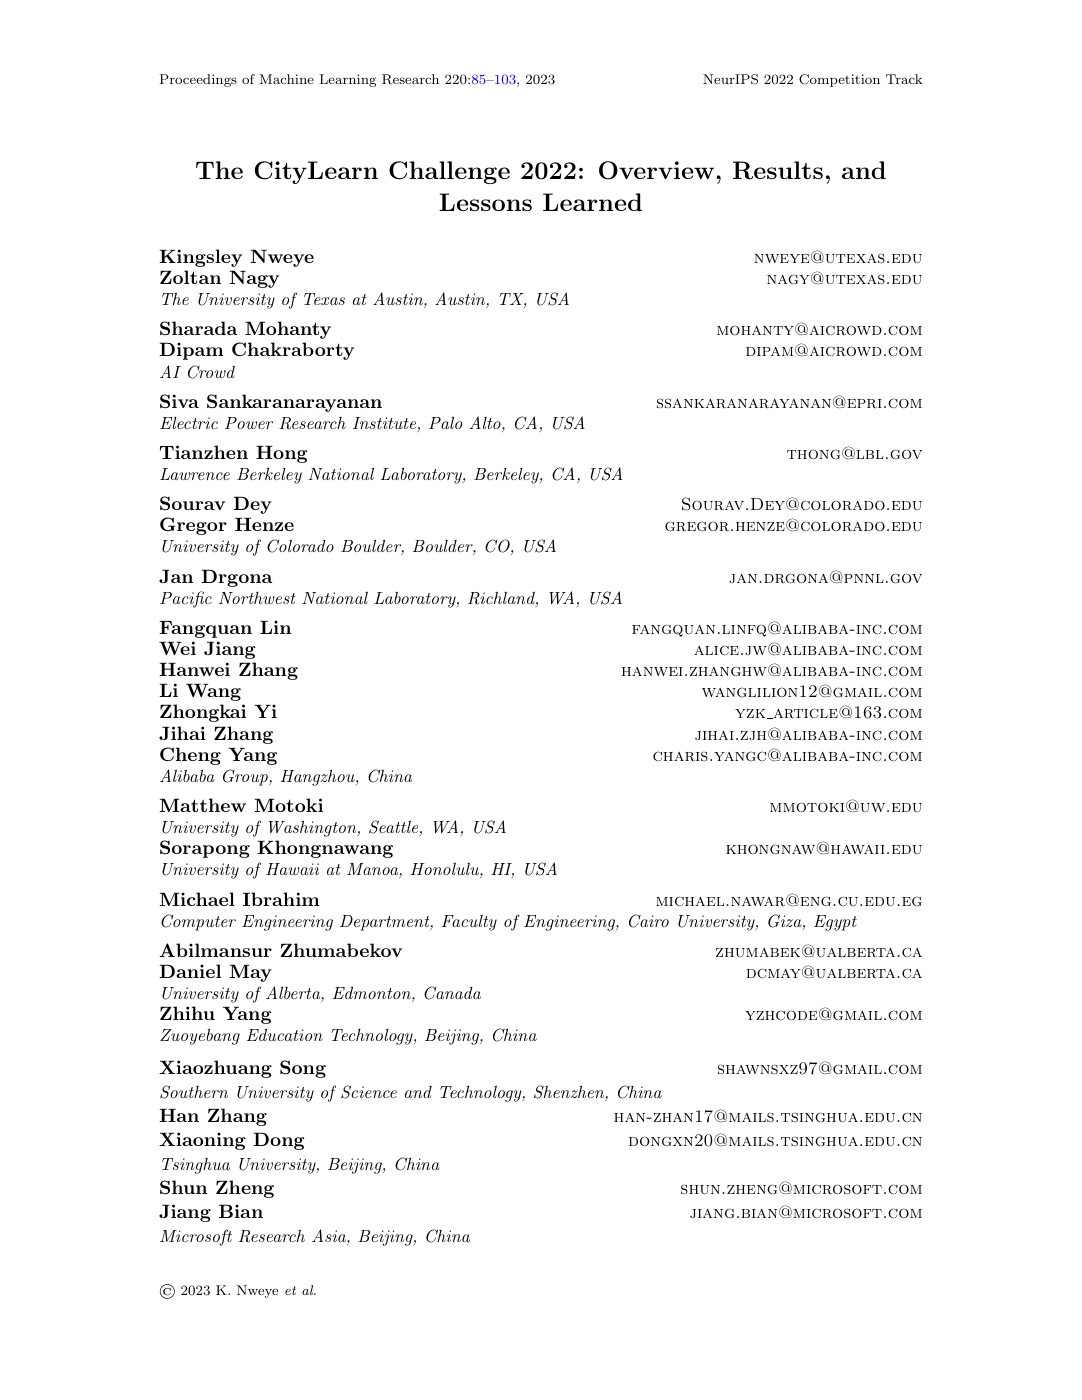 Proceedings of Machine Learning Research 220:85–103, 2023 NeurIPS 2022 Competition Track
The CityLearn Challenge 2022: Overview, Results, and
Lessons Learned
Kingsley Nweye nweye@utexas.edu
Zoltan Nagy nagy@utexas.edu
The University of Texas at Austin, Austin, TX, USA
Sharada Mohanty mohanty@aicrowd.com
Dipam Chakraborty dipam@aicrowd.com
AI Crowd
Siva Sankaranarayanan ssankaranarayanan@epri.com
Electric Power Research Institute, Palo Alto, CA, USA
Tianzhen Hong thong@lbl.gov
Lawrence Berkeley National Laboratory, Berkeley, CA, USA
Sourav Dey Sourav.Dey@colorado.edu
Gregor Henze gregor.henze@colorado.edu
University of Colorado Boulder, Boulder, CO, USA
Jan Drgona jan.drgona@pnnl.gov
Pacific Northwest National Laboratory, Richland, WA, USA
Fangquan Lin fangquan.linfq@alibaba-inc.com
Wei Jiang alice.jw@alibaba-inc.com
Hanwei Zhang hanwei.zhanghw@alibaba-inc.com
Li Wang wanglilion12@gmail.com
Zhongkai Yi yzk_article@163.com
Jihai Zhang jihai.zjh@alibaba-inc.com
Cheng Yang charis.yangc@alibaba-inc.com
Alibaba Group, Hangzhou, China
Matthew Motoki mmotoki@uw.edu
University of Washington, Seattle, WA, USA
Sorapong Khongnawang khongnaw@hawaii.edu
University of Hawaii at Manoa, Honolulu, HI, USA
Michael Ibrahim michael.nawar@eng.cu.edu.eg
Computer Engineering Department, Faculty of Engineering, Cairo University, Giza, Egypt
Abilmansur Zhumabekov zhumabek@ualberta.ca
Daniel May dcmay@ualberta.ca
University of Alberta, Edmonton, Canada
Zhihu Yang yzhcode@gmail.com
Zuoyebang Education Technology, Beijing, China
Xiaozhuang Song shawnsxz97@gmail.com
Southern University of Science and Technology, Shenzhen, China
Han Zhang han-zhan17@mails.tsinghua.edu.cn
Xiaoning Dong dongxn20@mails.tsinghua.edu.cn
Tsinghua University, Beijing, China
Shun Zheng shun.zheng@microsoft.com
Jiang Bian jiang.bian@microsoft.com
Microsoft Research Asia, Beijing, China
© 2023 K. Nweye et al.